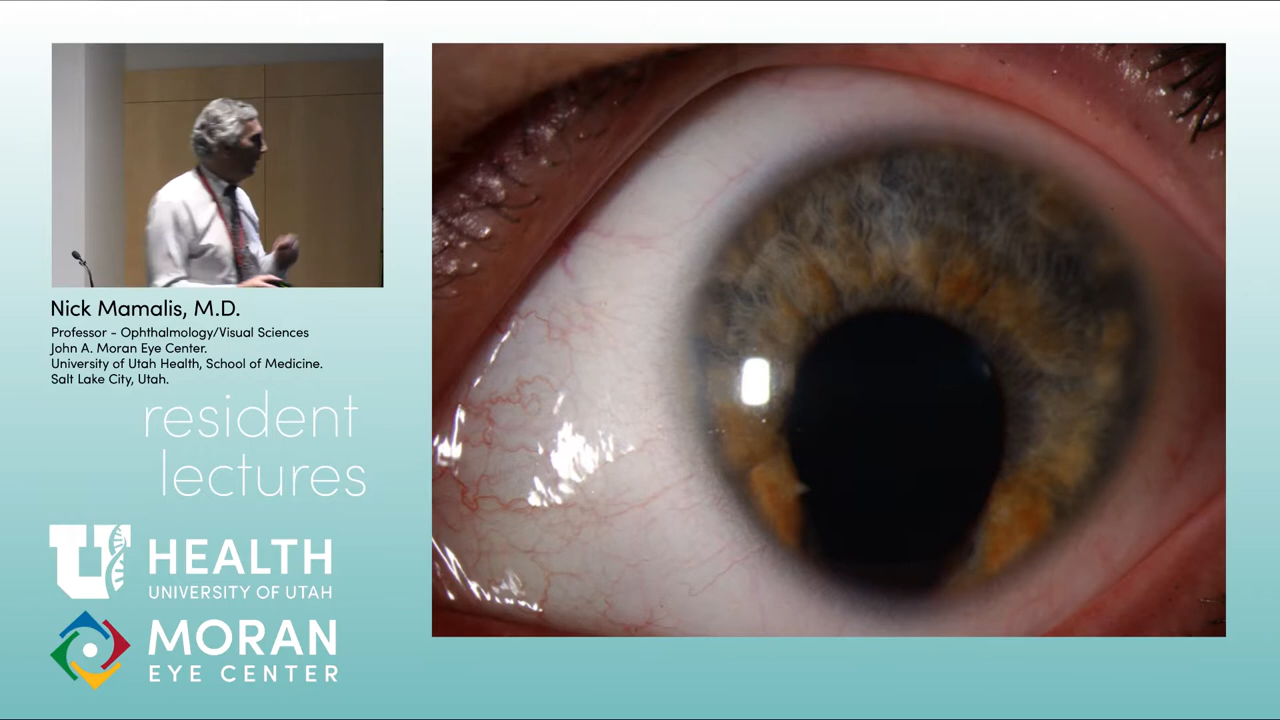 Nick Mamalis, M.D.
Professor - Ophthalmology/Visual Sciences
John A. Moran Eye Center.
University of Utah Health, School of Medicine.
Salt Lake City, Utah.
resident
lectures
U HEALTH
UNIVERSITY OF UTAH
MORAN
EYE CENTER